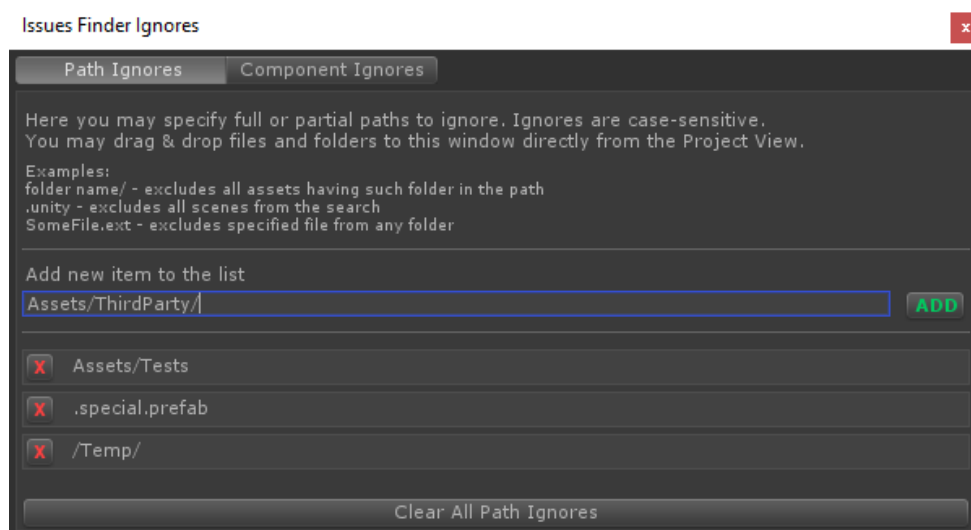 Issues Finder Ignores
x
Path Ignores Component Ignores
Here you may specify full or partial paths to ignore. Ignores are case-sensitive.
You may drag & drop files and folders to this window directly from the Project View.
Examples:
folder name/ - excludes all assets having such folder in the path
.unity - excludes all scenes from the search
SomeFile.ext - excludes specified file from any folder
Add new item to the list
Assets/ThirdParty/
ADD
X Assets/Tests
X .special.prefab
X /Temp/
Clear All Path Ignores